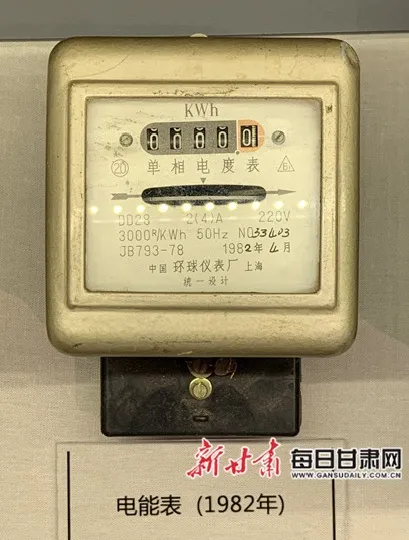 KWh
单相电度表
DD28 2(4)A 220V
3000R/KWh 50Hz NO33403
JB793-78 1982年4月
中国 环球仪表厂 上海
统一设计
新甘肃 每日甘肃网
WWW.GANSUDAILY.COM.CN
电能表 (1982年)